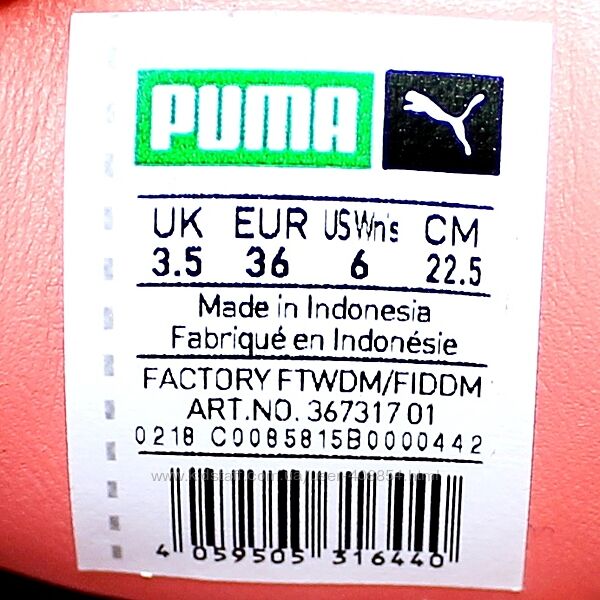 PUMA
UK EUR US Wn's CM
3.5 36 6 22.5
Made in Indonesia
Fabriqué en Indonésie
FACTORY FTWDM/FIDDM
ART.NO. 367317 01
0218 C0085815B0000442
4 059505 316440